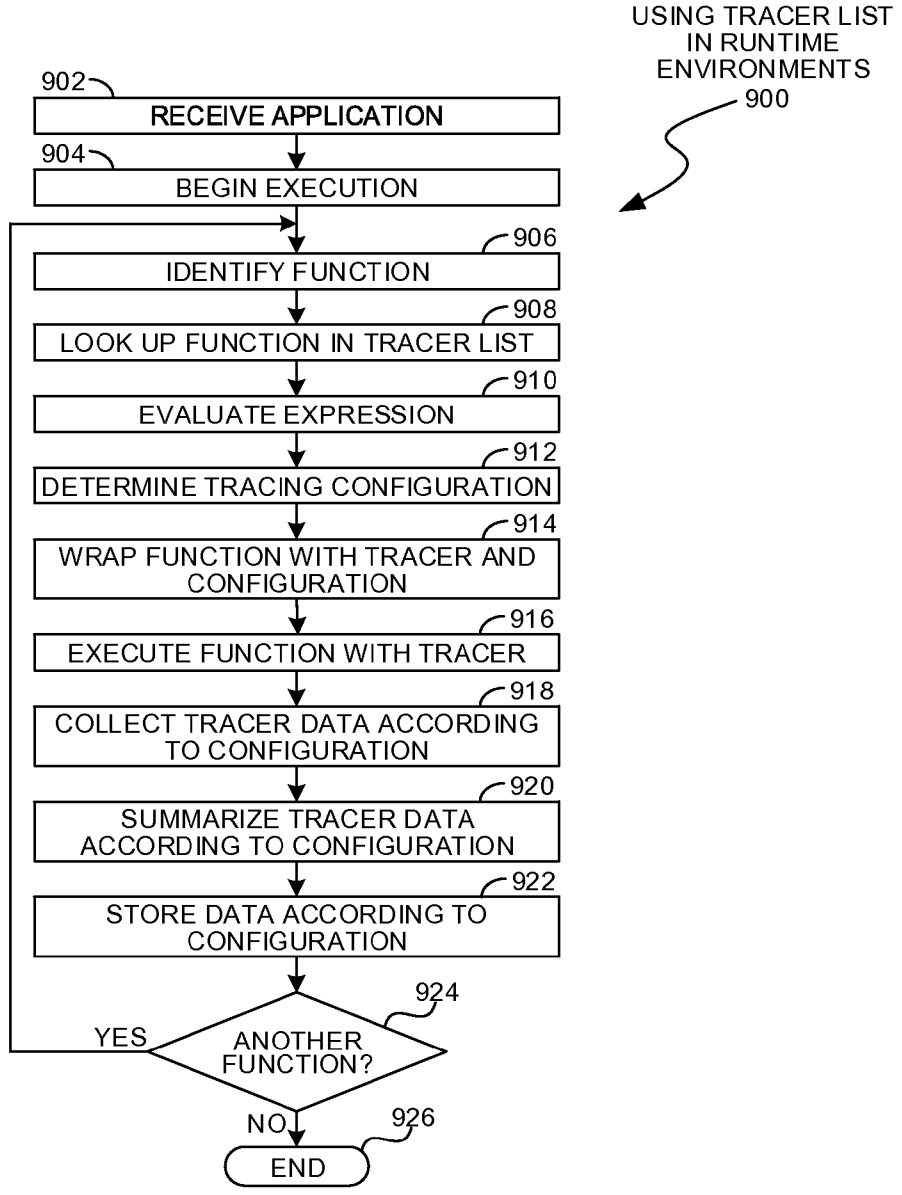 USING TRACER LIST
IN RUNTIME
ENVIRONMENTS
900
902
RECEIVE APPLICATION
904
BEGIN EXECUTION
906
IDENTIFY FUNCTION
908
LOOK UP FUNCTION IN TRACER LIST
910
EVALUATE EXPRESSION
912
DETERMINE TRACING CONFIGURATION
914
WRAP FUNCTION WITH TRACER AND
CONFIGURATION
916
EXECUTE FUNCTION WITH TRACER
918
COLLECT TRACER DATA ACCORDING
TO CONFIGURATION
920
SUMMARIZE TRACER DATA
ACCORDING TO CONFIGURATION
922
STORE DATA ACCORDING TO
CONFIGURATION
924
YES
ANOTHER
FUNCTION?
NO
926
END